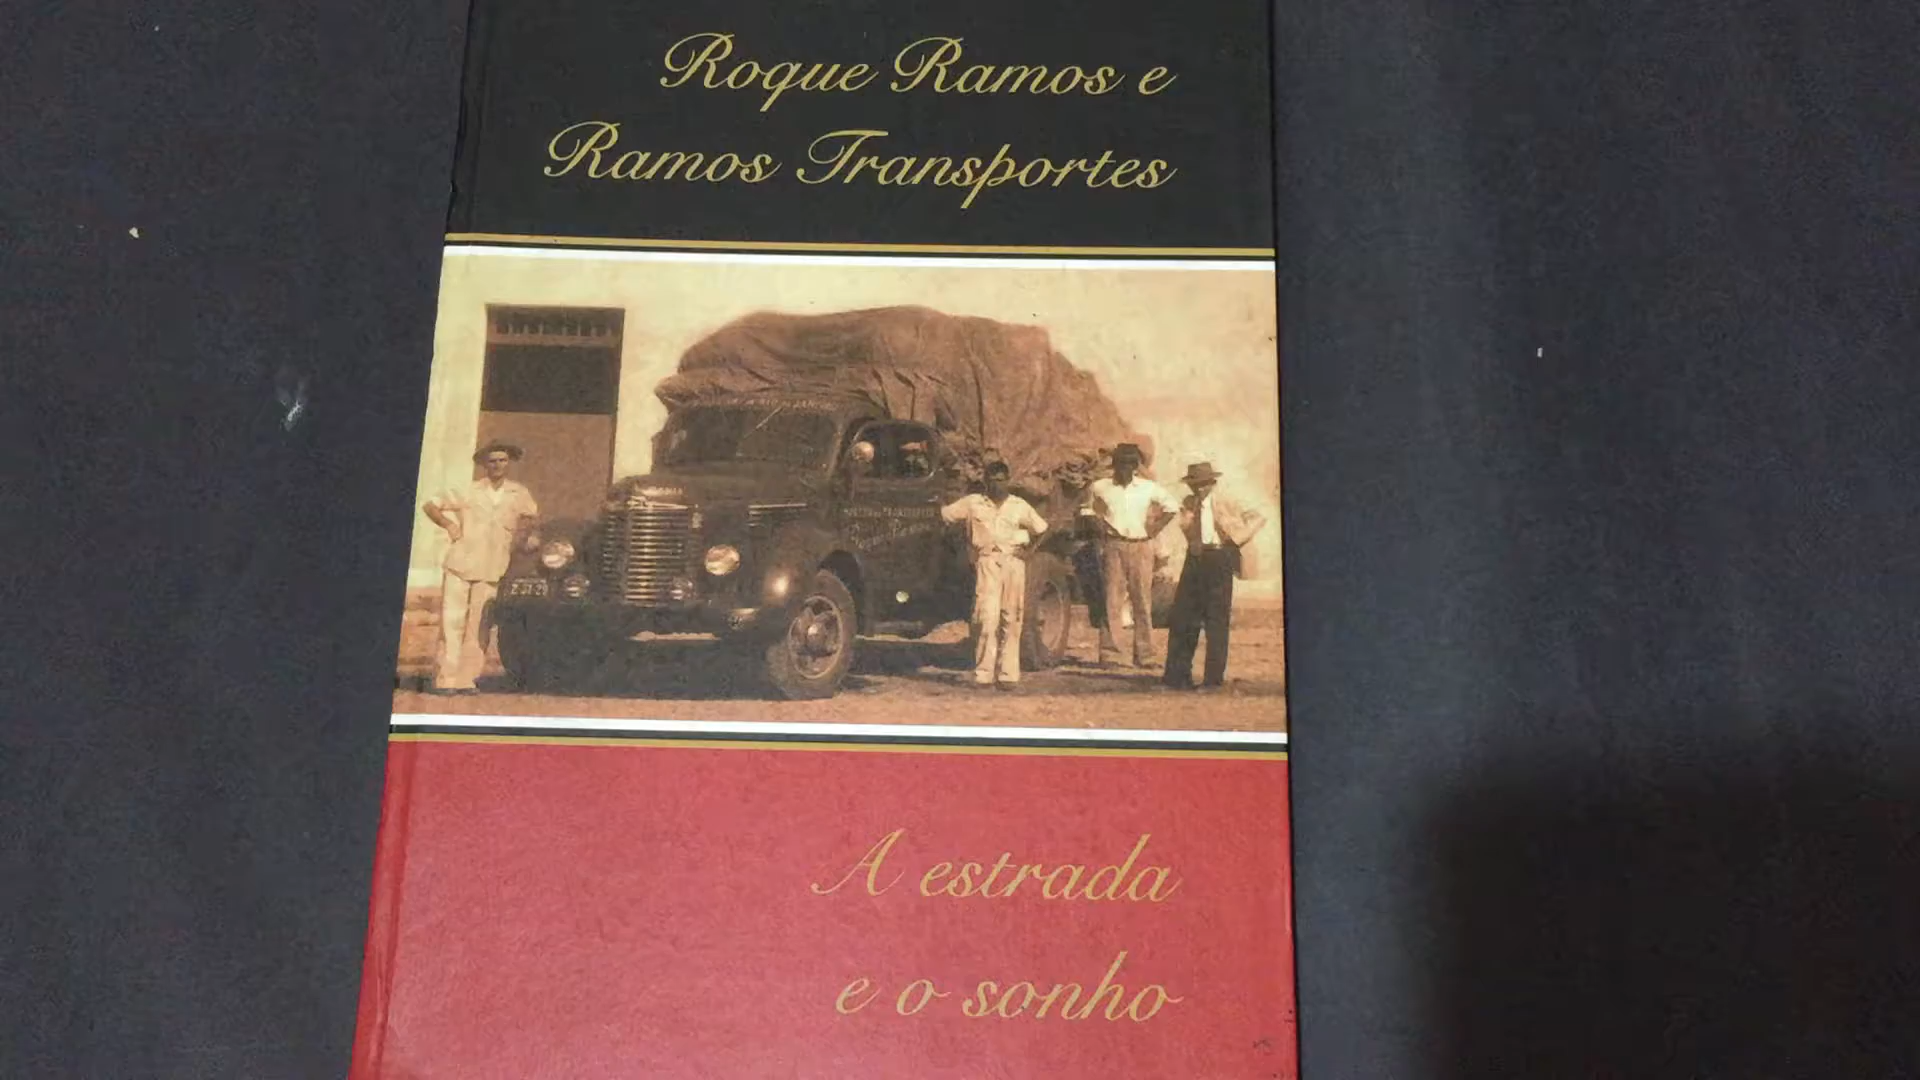 Roque Ramos e
Ramos Transportes
A estrada
e o sonho